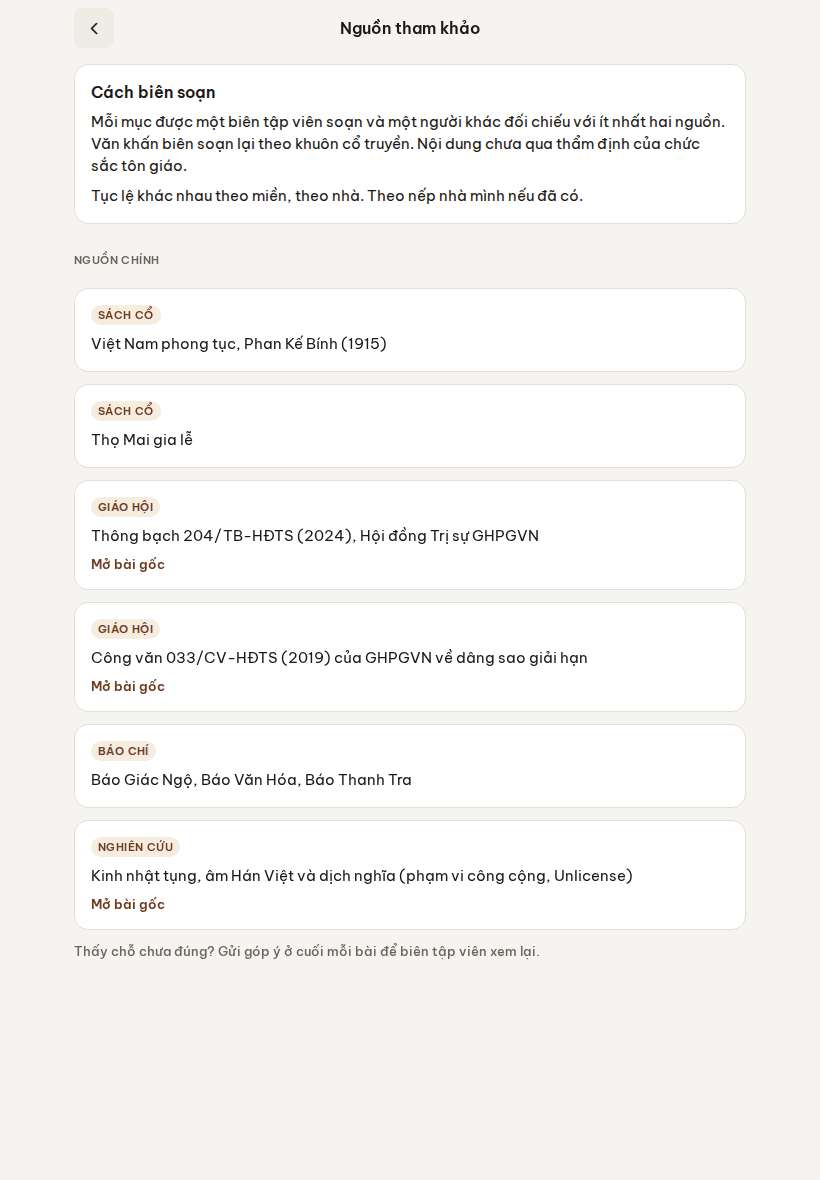 Nguồn tham khảo
Cách biên soạn
Mỗi mục được một biên tập viên soạn và một người khác đối chiếu với ít nhất hai nguồn.
Văn khấn biên soạn lại theo khuôn cổ truyền. Nội dung chưa qua thẩm định của chức
sắc tôn giáo.
Tục lệ khác nhau theo miền, theo nhà. Theo nếp nhà mình nếu đã có.
NGUỒN CHÍNH
SÁCH CỔ
Việt Nam phong tục, Phan Kế Bính (1915)
SÁCH CỔ
Thọ Mai gia lễ
GIÁO HỘI
Thông bạch 204/TB-HĐTS (2024), Hội đồng Trị sự GHPGVN
Mở bài gốc
GIÁO HỘI
Công văn 033/CV-HĐTS (2019) của GHPGVN về dâng sao giải hạn
Mở bài gốc
BÁO CHÍ
Báo Giác Ngộ, Báo Văn Hóa, Báo Thanh Tra
NGHIÊN CỨU
Kinh nhật tụng, âm Hán Việt và dịch nghĩa (phạm vi công cộng, Unlicense)
Mở bài gốc
Thấy chỗ chưa đúng? Gửi góp ý ở cuối mỗi bài để biên tập viên xem lại.